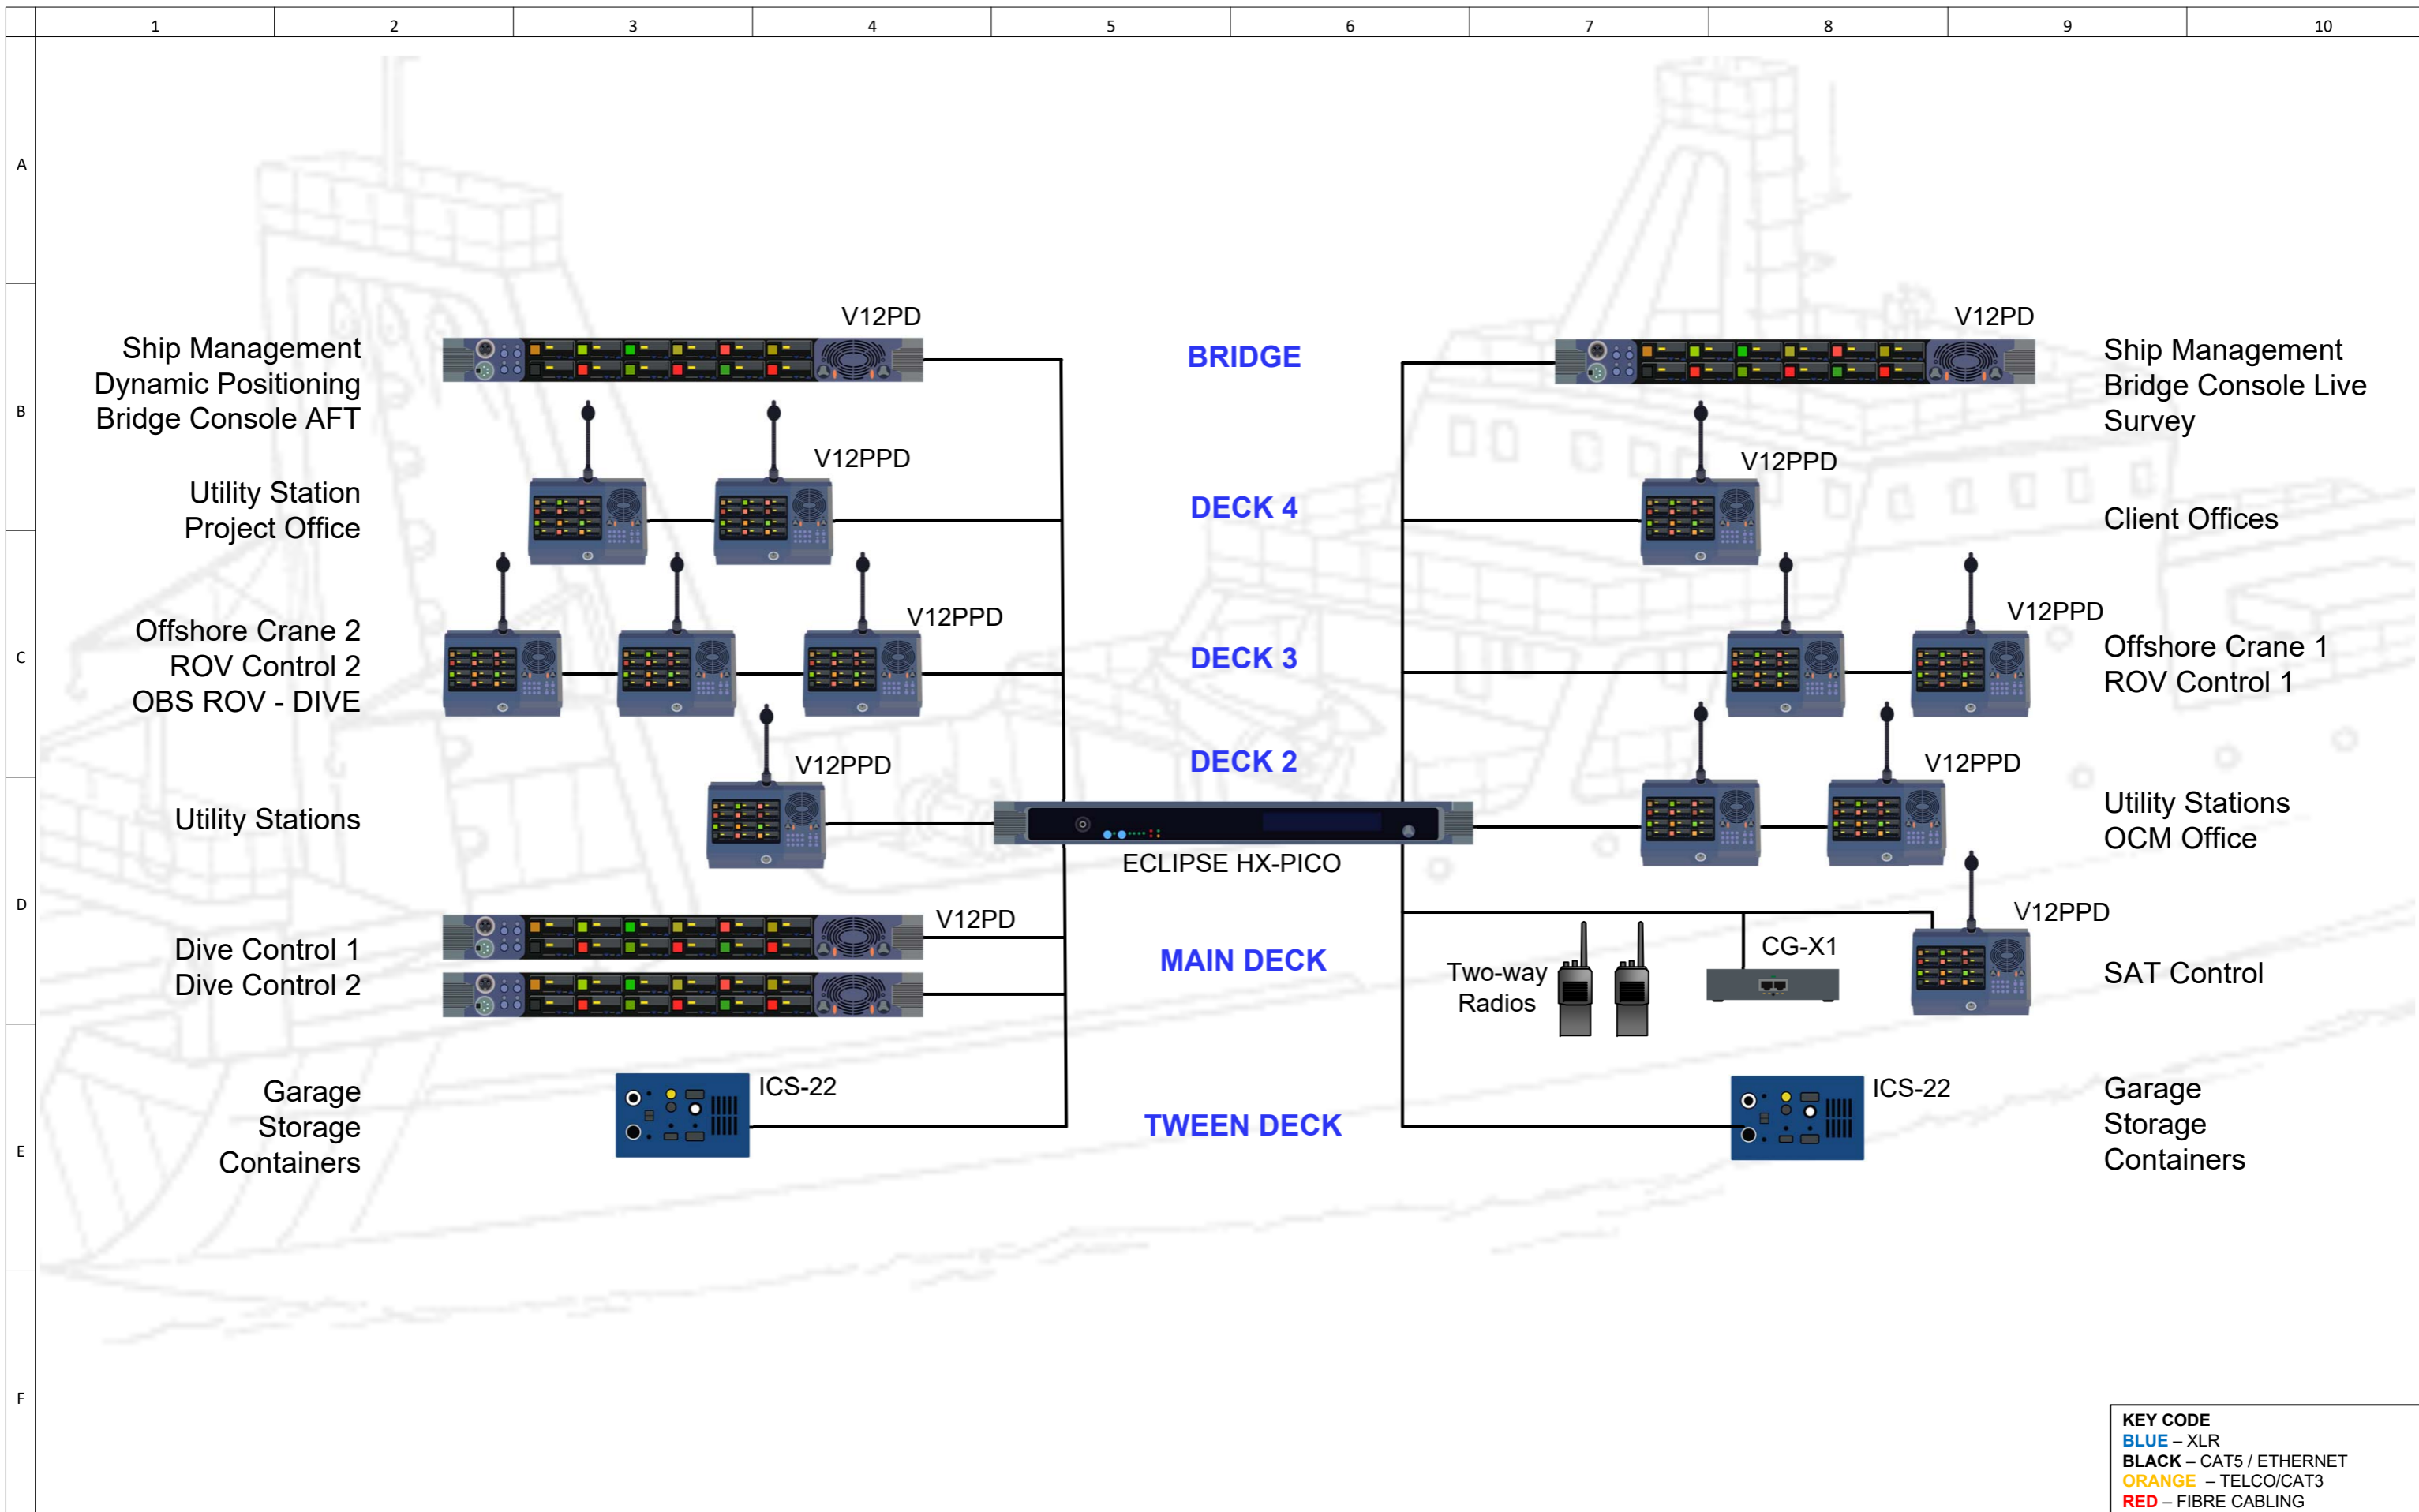 1 2 3 4 5 6 7 8 9 10
A
B
C
D
E
F
V12PD
Ship Management
Dynamic Positioning
Bridge Console AFT
BRIDGE
V12PD
Ship Management
Bridge Console Live
Survey
V12PPD
Utility Station
Project Office
DECK 4
V12PPD
Client Offices
V12PPD
Offshore Crane 2
ROV Control 2
OBS ROV - DIVE
DECK 3
V12PPD
Offshore Crane 1
ROV Control 1
V12PPD
Utility Stations
DECK 2
V12PPD
Utility Stations
OCM Office
ECLIPSE HX-PICO
V12PD
Dive Control 1
Dive Control 2
MAIN DECK
Two-way
Radios
CG-X1
V12PPD
SAT Control
Garage
Storage
Containers
ICS-22
TWEEN DECK
ICS-22
Garage
Storage
Containers
KEY CODE
BLUE – XLR
BLACK – CAT5 / ETHERNET
ORANGE – TELCO/CAT3
RED – FIBRE CABLING